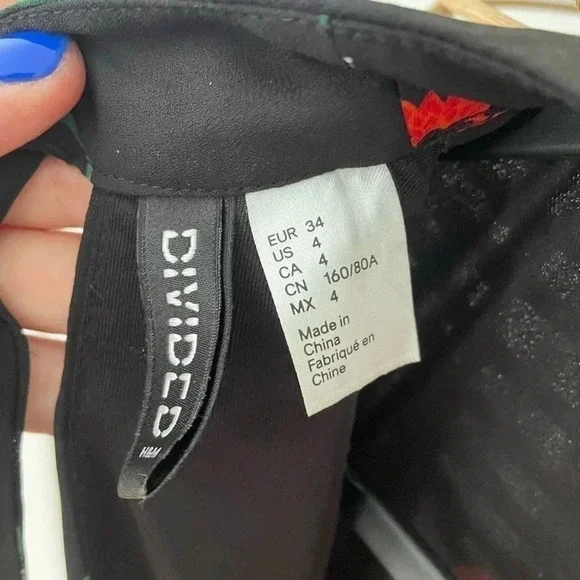 DIVIDED
H&M
EUR 34
US 4
CA 4
CN 160/80A
MX 4
Made in
China
Fabriqué en
Chine